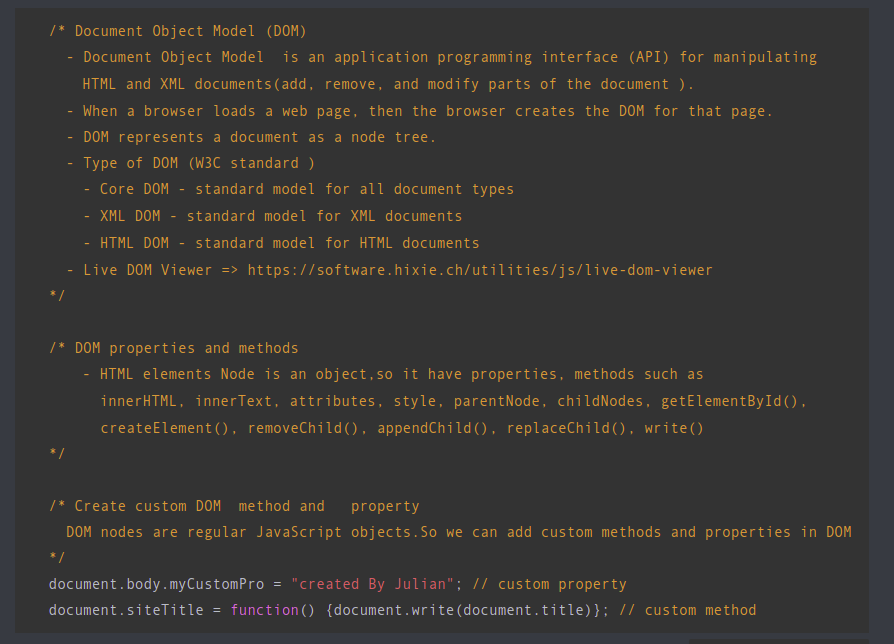 /* Document Object Model (DOM)
- Document Object Model is an application programming interface (API) for manipulating
HTML and XML documents(add, remove, and modify parts of the document ).
- When a browser loads a web page, then the browser creates the DOM for that page.
- DOM represents a document as a node tree.
- Type of DOM (W3C standard )
- Core DOM - standard model for all document types
- XML DOM - standard model for XML documents
- HTML DOM - standard model for HTML documents
- Live DOM Viewer => https://software.hixie.ch/utilities/js/live-dom-viewer
*/
/* DOM properties and methods
- HTML elements Node is an object,so it have properties, methods such as
innerHTML, innerText, attributes, style, parentNode, childNodes, getElementById(),
createElement(), removeChild(), appendChild(), replaceChild(), write()
*/
/* Create custom DOM method and property
DOM nodes are regular JavaScript objects.So we can add custom methods and properties in DOM
*/
document.body.myCustomPro = "created By Julian"; // custom property
document.siteTitle = function() {document.write(document.title)}; // custom method